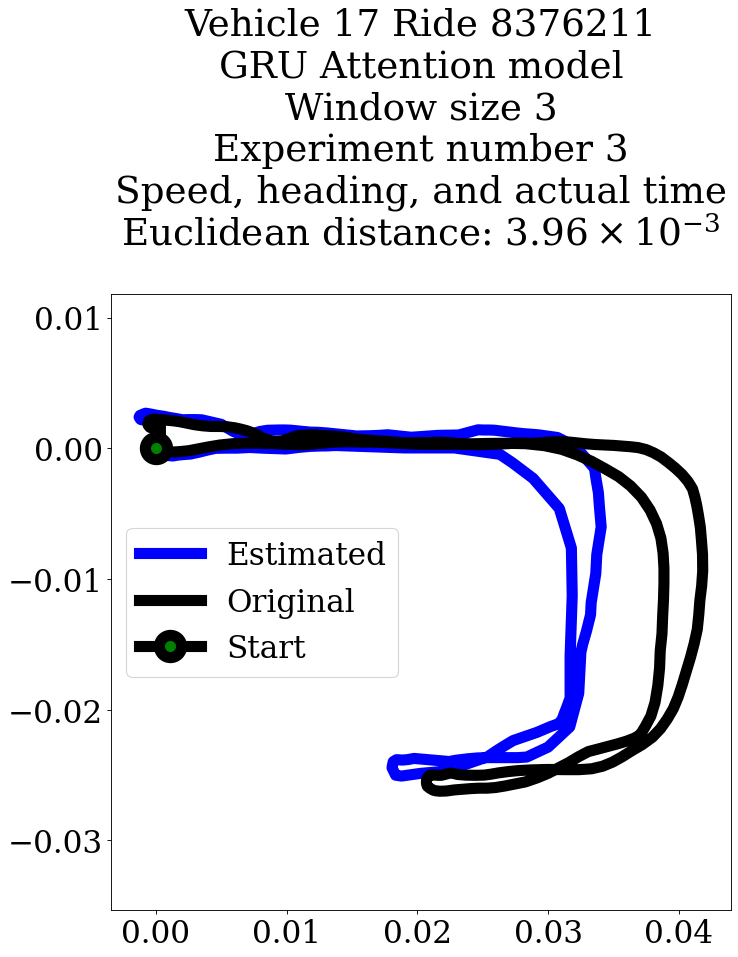 Vehicle 17 Ride 8376211
GRU Attention model
Window size 3
Experiment number 3
Speed, heading, and actual time
Euclidean distance: 3.96 × 10⁻³
0.01
0.00
−0.01
−0.02
−0.03
Estimated
Original
Start
0.00 0.01 0.02 0.03 0.04